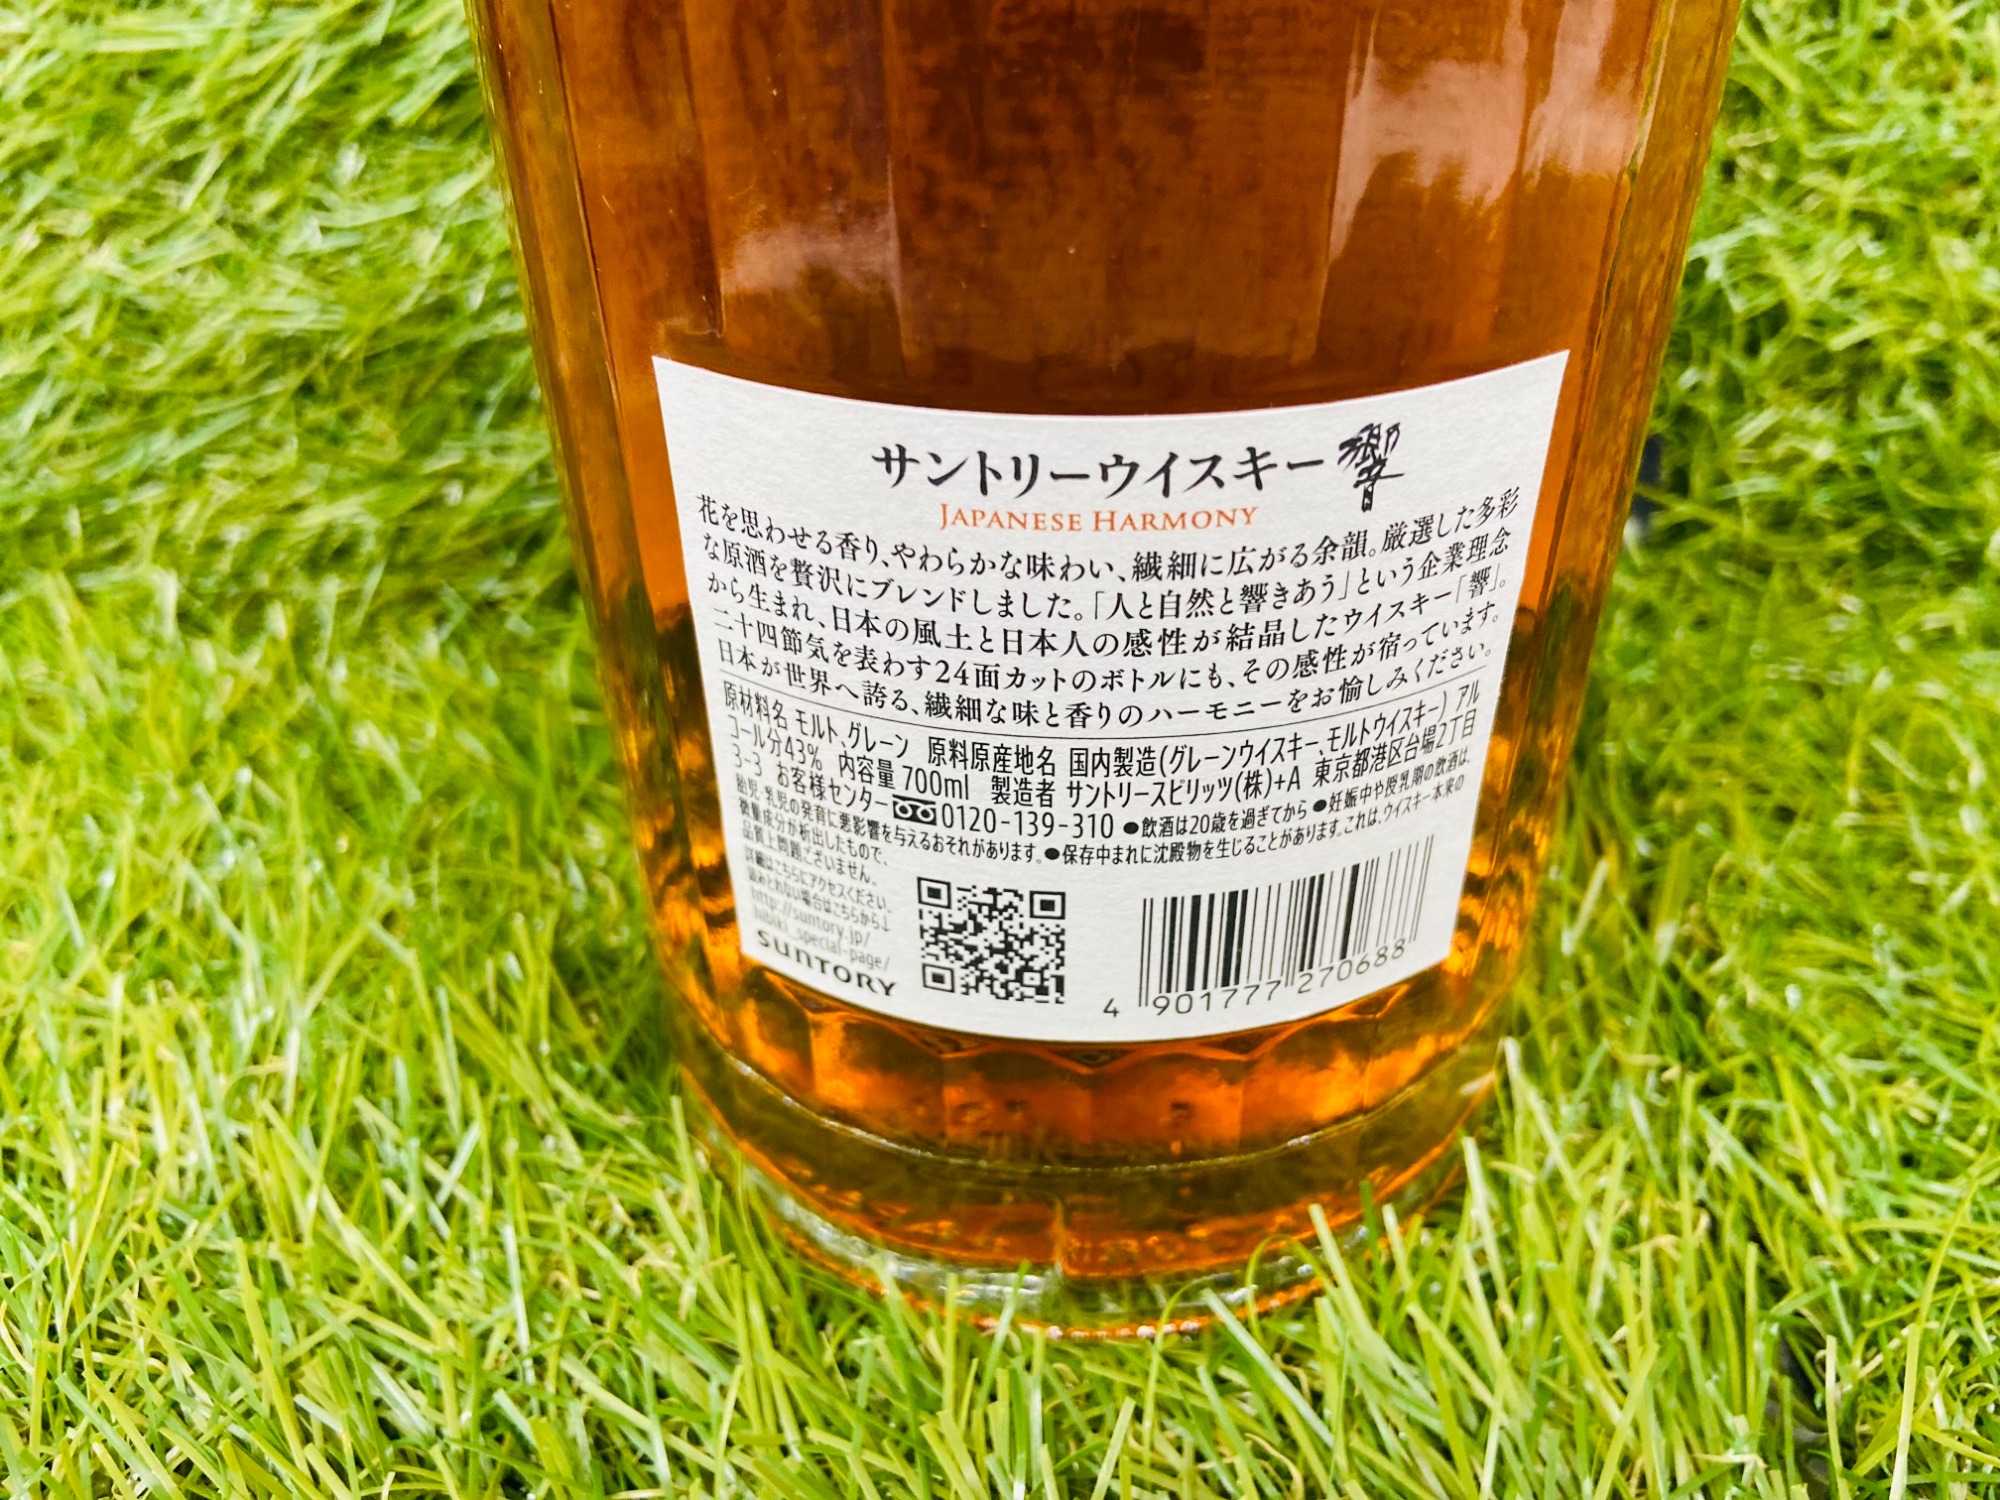 サントリーウイスキー 響
JAPANESE HARMONY
花を思わせる香り、やわらかな味わい、繊細に広がる余韻。厳選した多彩
な原酒を贅沢にブレンドしました。「人と自然と響きあう」という企業理念
から生まれ、日本の風土と日本人の感性が結晶したウイスキー「響」。
二十四節気を表わす24面カットのボトルにも、その感性が宿っています。
日本が世界へ誇る、繊細な味と香りのハーモニーをお愉しみください。
原材料名 モルト、グレーン 原料原産地名 国内製造(グレーンウイスキー、モルトウイスキー) アル
コール分43% 内容量 700ml 製造者 サントリースピリッツ(株)+A 東京都港区台場2丁目
3-3 お客様センター 0120-139-310 ●飲酒は20歳を過ぎてから ●妊娠中や授乳期の飲酒は、
胎児・乳児の発育に悪影響を与えるおそれがあります。●保存中まれに沈殿物を生じることがあります。これは、ウイスキー本来の
微量成分が析出したもので、
品質上問題ございません。
詳細はこちらにアクセスください。
読みとれない場合はこちらから↓
http://suntory.jp/
hibiki_special-page/
SUNTORY
4 901777 270688